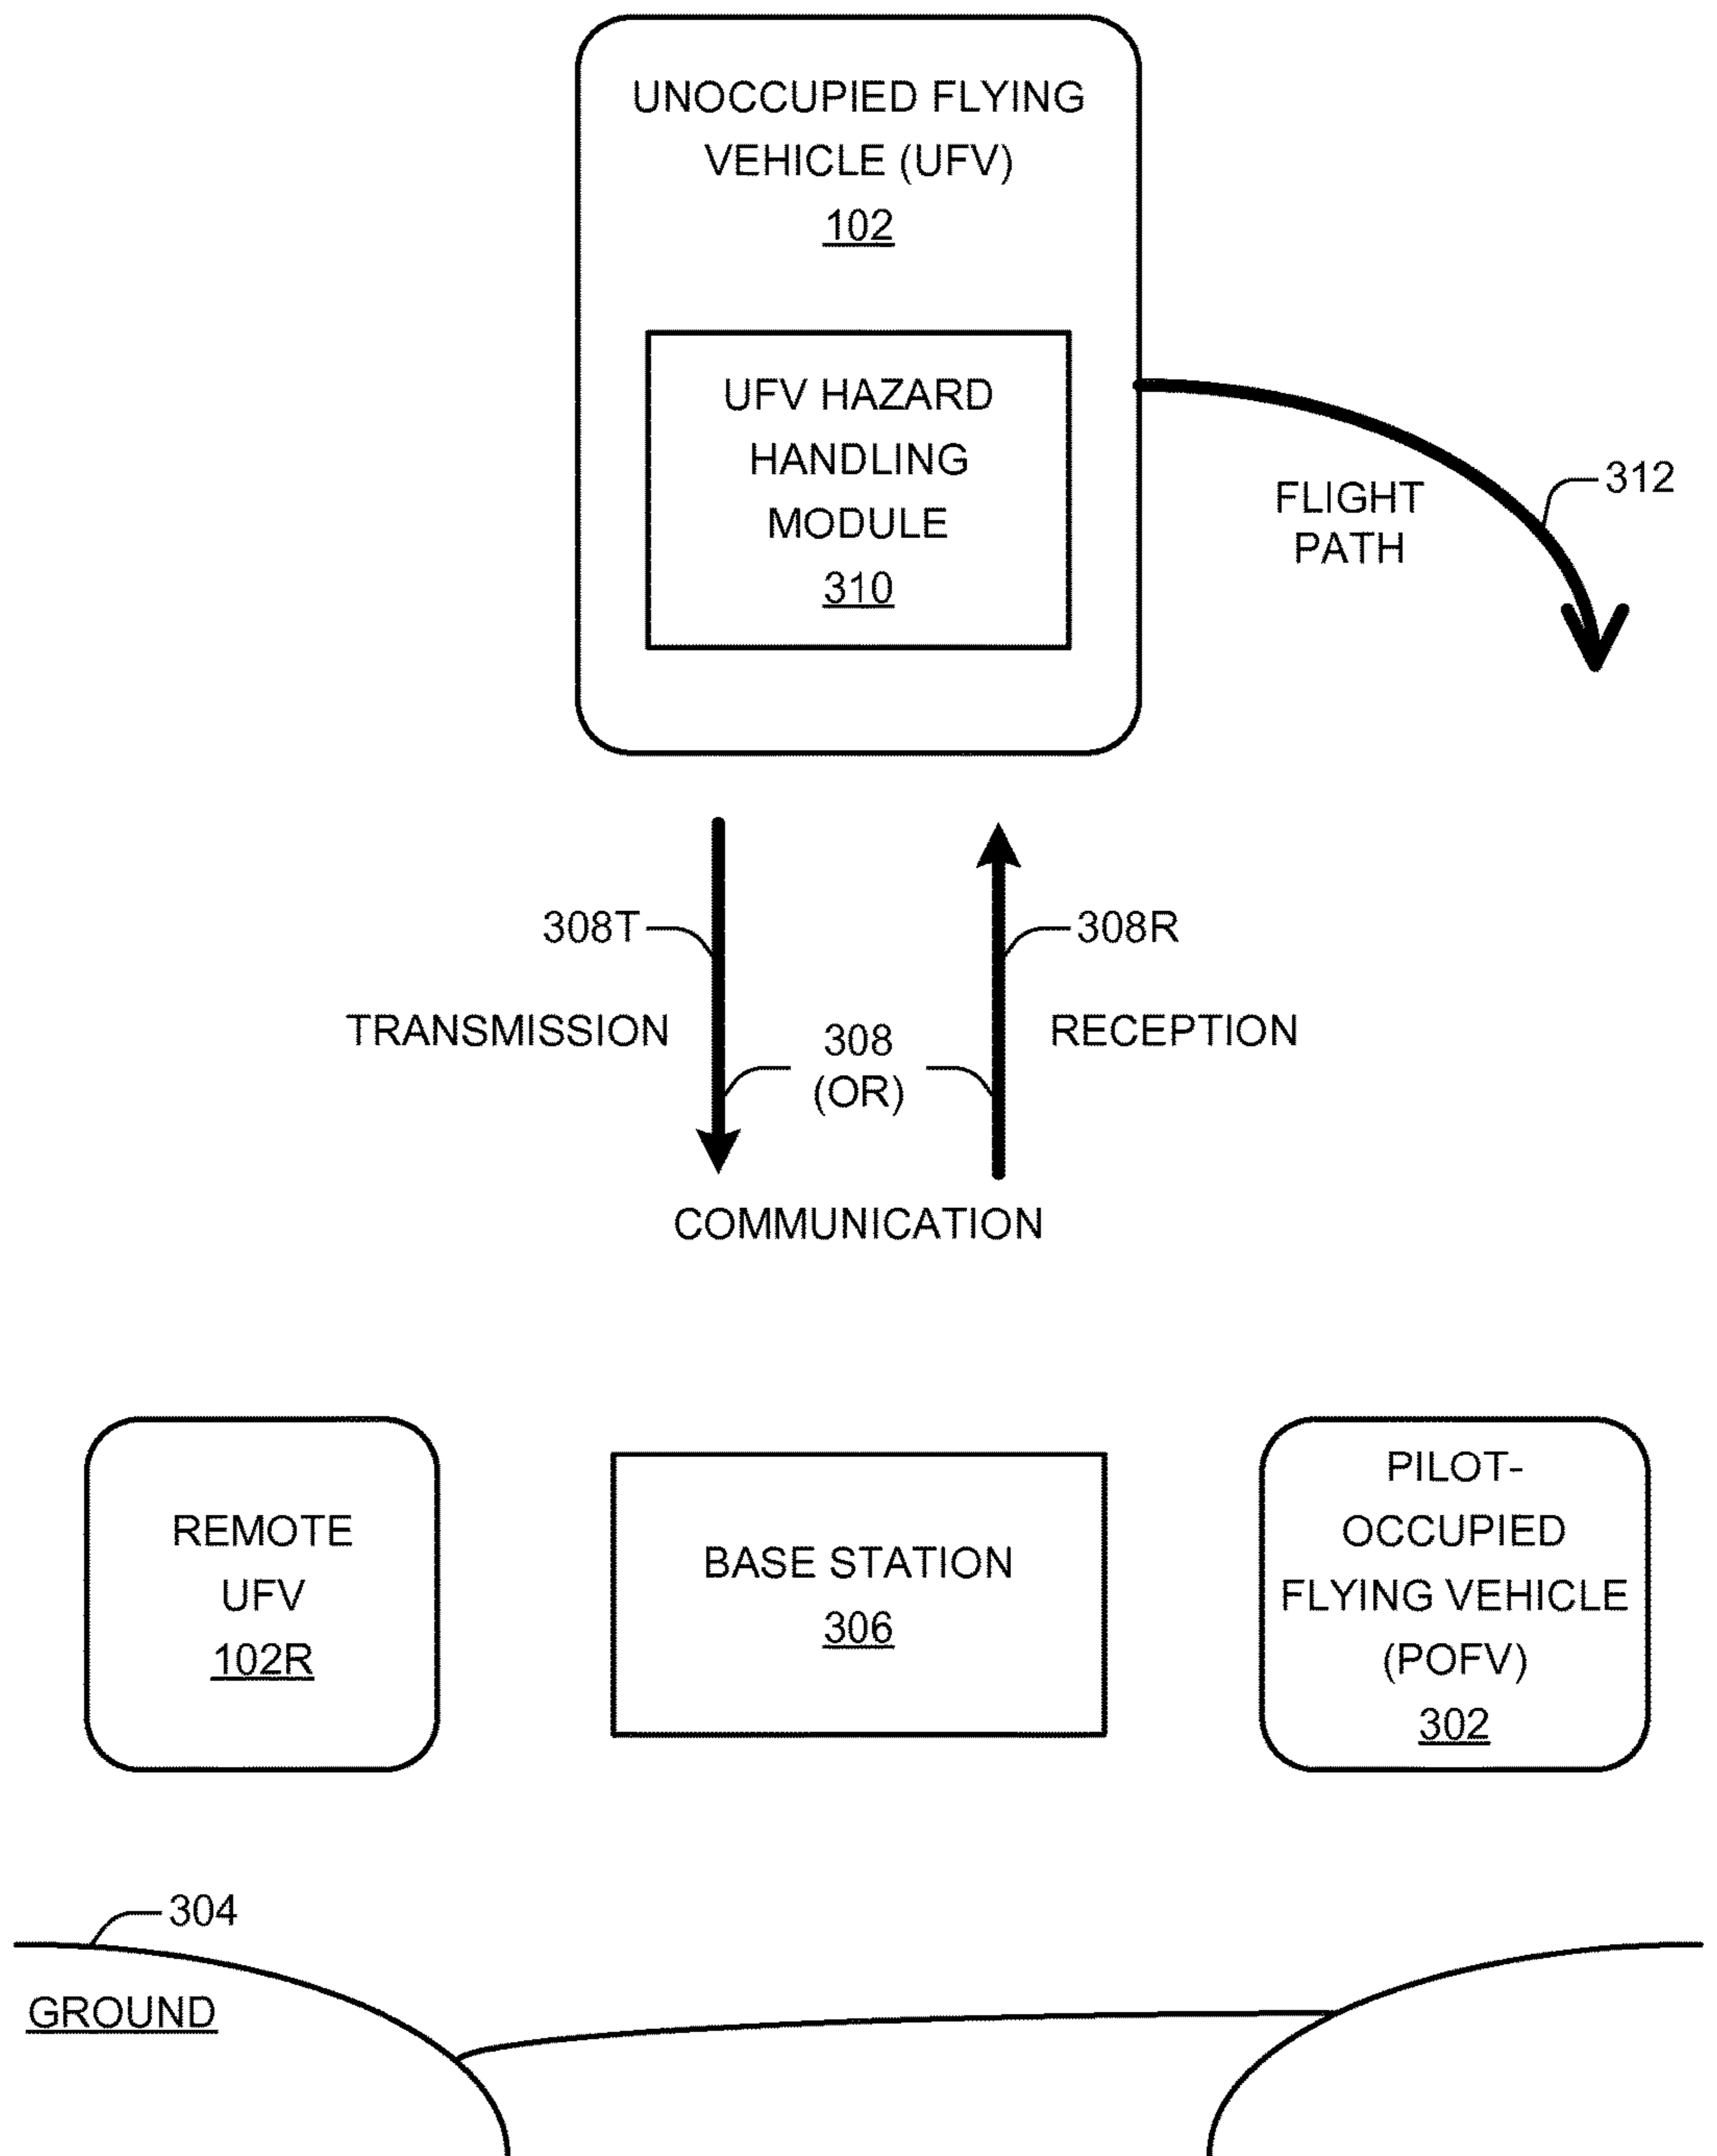 UNOCCUPIED FLYING
VEHICLE (UFV)
102
UFV HAZARD
HANDLING
MODULE
310
312
FLIGHT
PATH
308T
308R
TRANSMISSION
308
(OR)
RECEPTION
COMMUNICATION
REMOTE
UFV
102R
BASE STATION
306
PILOT-
OCCUPIED
FLYING VEHICLE
(POFV)
302
304
GROUND